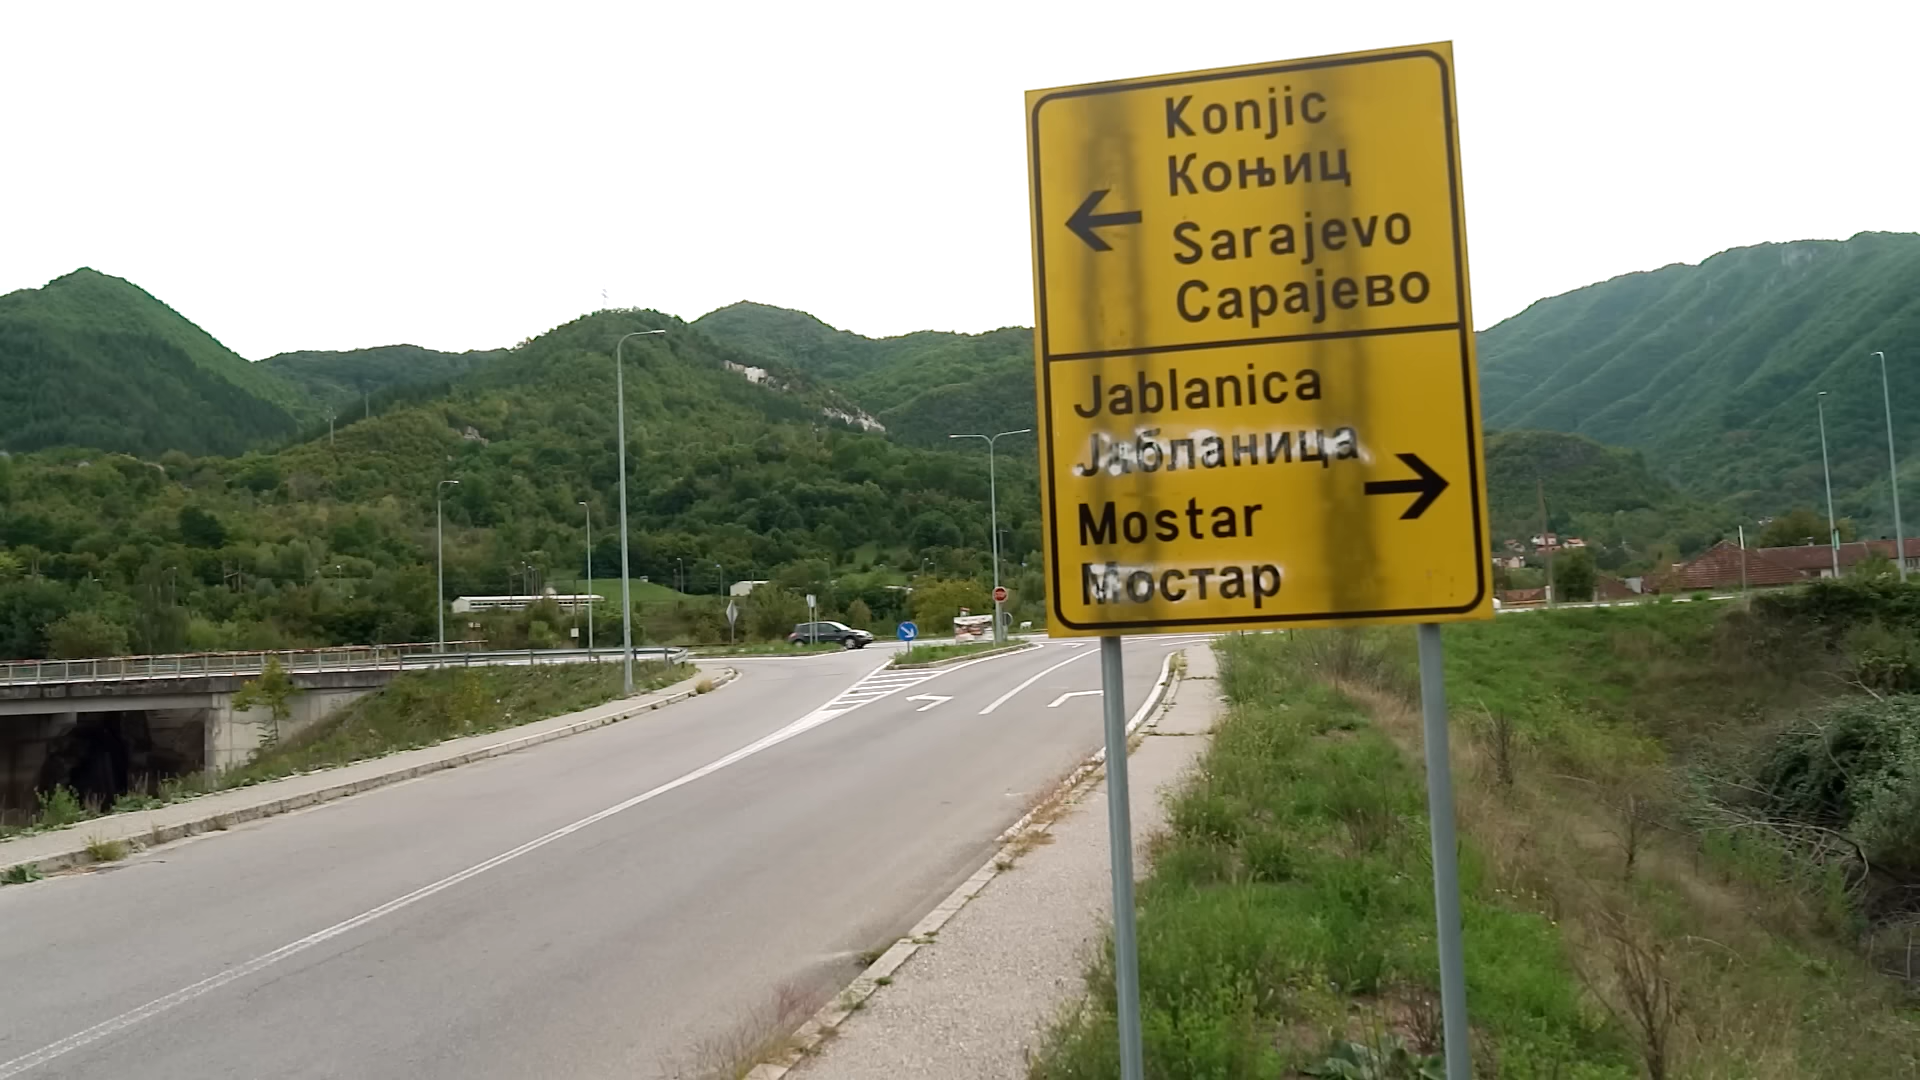 Konjic
Коњиц
Sarajevo
Сарајево
Jablanica
Јабланица
Mostar
Мостар